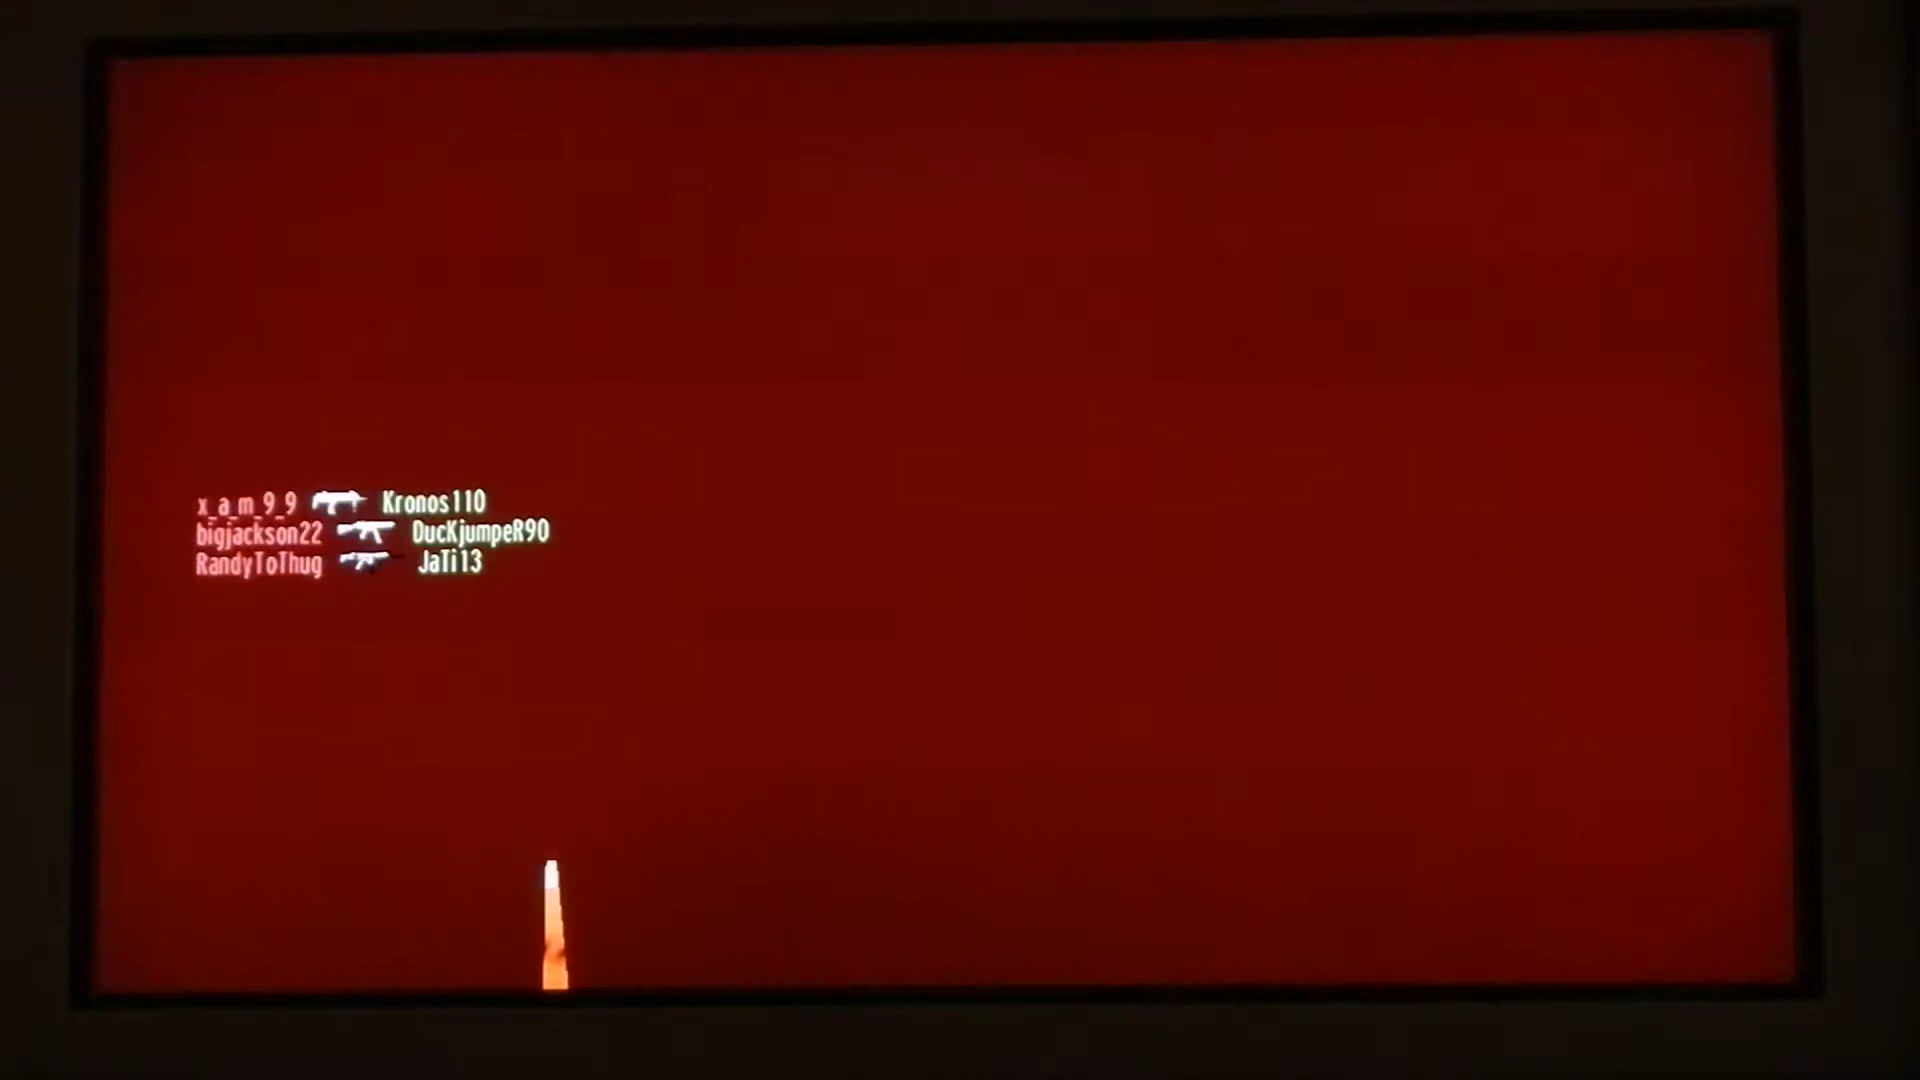 x_a_m_9_9 Kronos110
bigjackson22 DucKjumpeR90
RandyToThug JaTi13